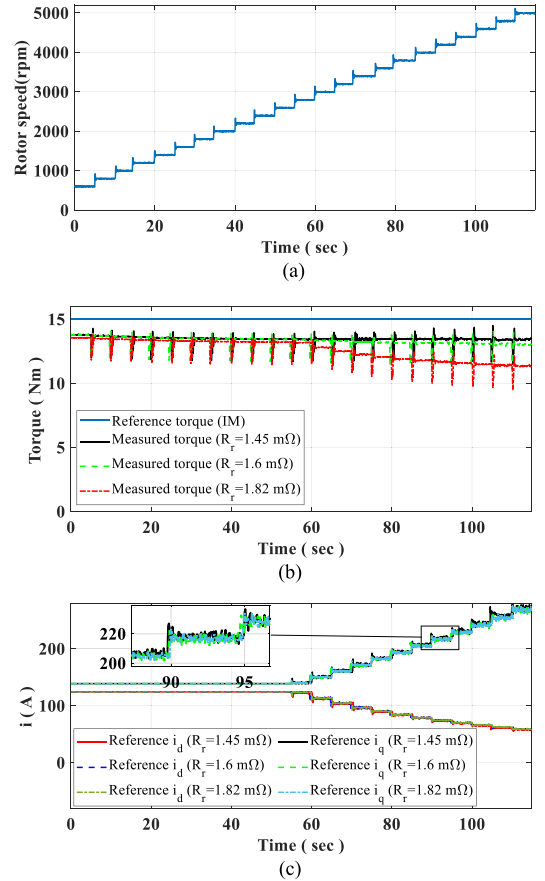 5000
4000
3000
2000
1000
0
Rotor speed(rpm)
0 20 40 60 80 100
Time ( sec )
(a)
15
10
5
0
Torque ( Nm )
Reference torque (IM)
Measured torque (R_r=1.45 mΩ)
Measured torque (R_r=1.6 mΩ)
Measured torque (R_r=1.82 mΩ)
0 20 40 60 80 100
Time ( sec )
(b)
200
100
0
i ( A )
220
200
90 95
Reference i_d (R_r=1.45 mΩ)
Reference i_d (R_r=1.6 mΩ)
Reference i_d (R_r=1.82 mΩ)
Reference i_q (R_r=1.45 mΩ)
Reference i_q (R_r=1.6 mΩ)
Reference i_q (R_r=1.82 mΩ)
0 20 40 60 80 100
Time ( sec )
(c)